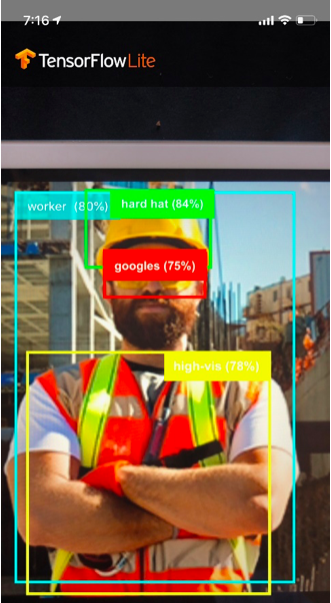 7:16
TensorFlow Lite
worker (80%)
hard hat (84%)
googles (75%)
high-vis (78%)